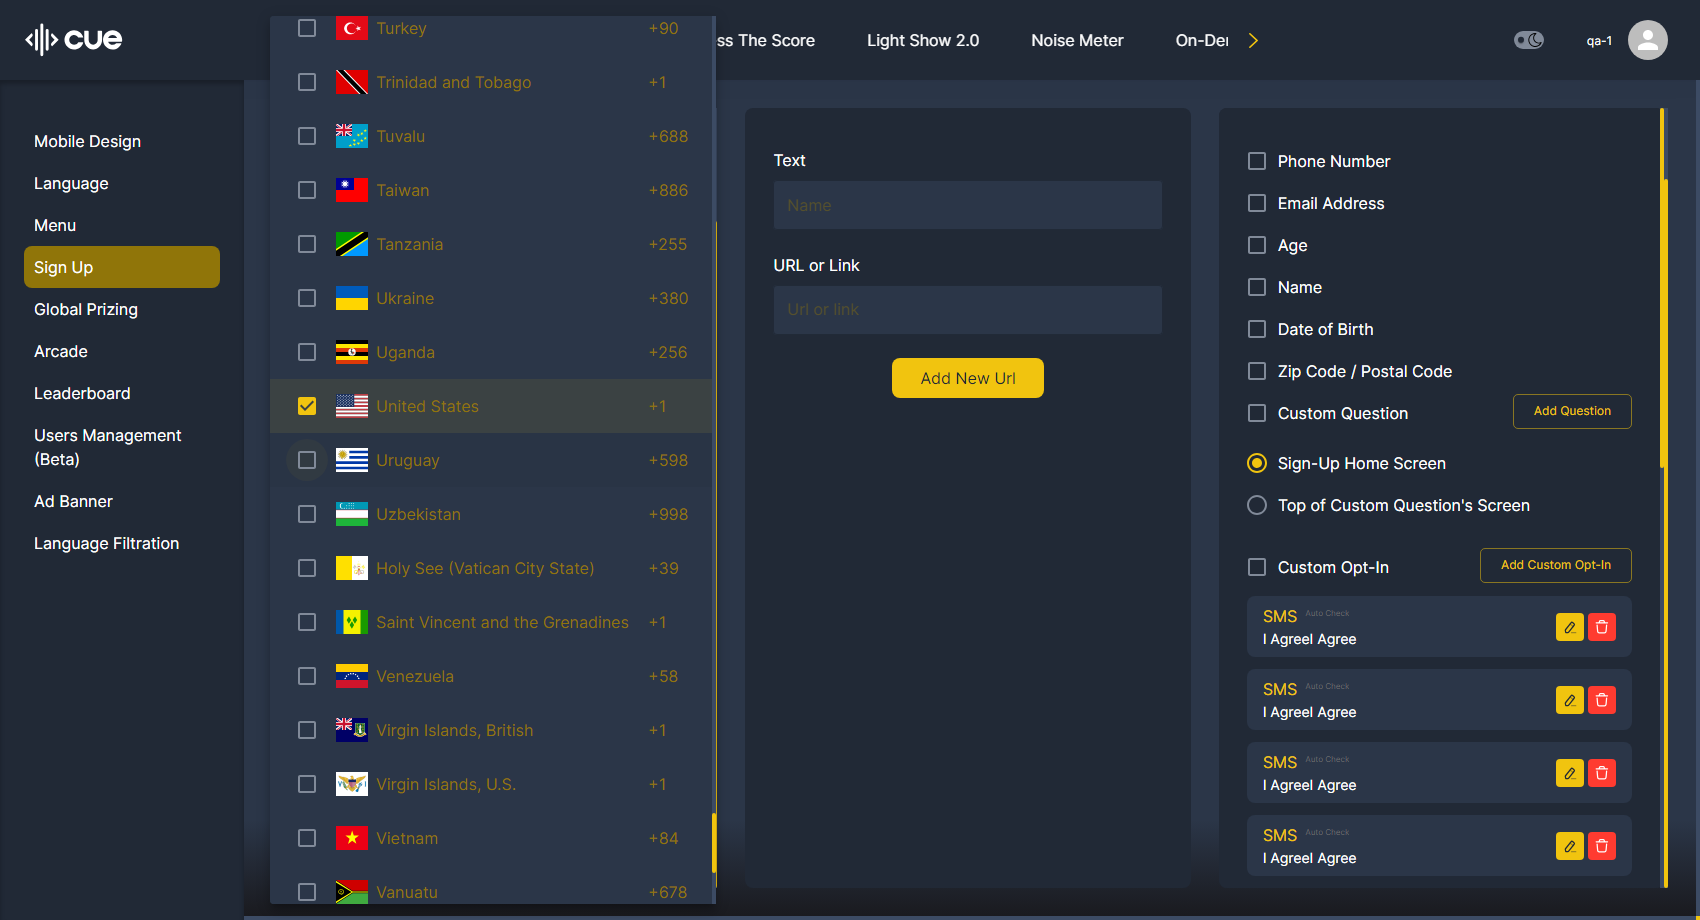 cue
ss The Score
Light Show 2.0
Noise Meter
On-De
qa-1
Mobile Design
Language
Menu
Sign Up
Global Prizing
Arcade
Leaderboard
Users Management
(Beta)
Ad Banner
Language Filtration
Turkey +90
Trinidad and Tobago +1
Tuvalu +688
Taiwan +886
Tanzania +255
Ukraine +380
Uganda +256
United States +1
Uruguay +598
Uzbekistan +998
Holy See (Vatican City State) +39
Saint Vincent and the Grenadines +1
Venezuela +58
Virgin Islands, British +1
Virgin Islands, U.S. +1
Vietnam +84
Vanuatu +678
Text
Name
URL or Link
Url or link
Add New Url
Phone Number
Email Address
Age
Name
Date of Birth
Zip Code / Postal Code
Custom Question
Add Question
Sign-Up Home Screen
Top of Custom Question's Screen
Custom Opt-In
Add Custom Opt-In
SMS Auto Check
I AgreeI Agree
SMS Auto Check
I AgreeI Agree
SMS Auto Check
I AgreeI Agree
SMS Auto Check
I AgreeI Agree